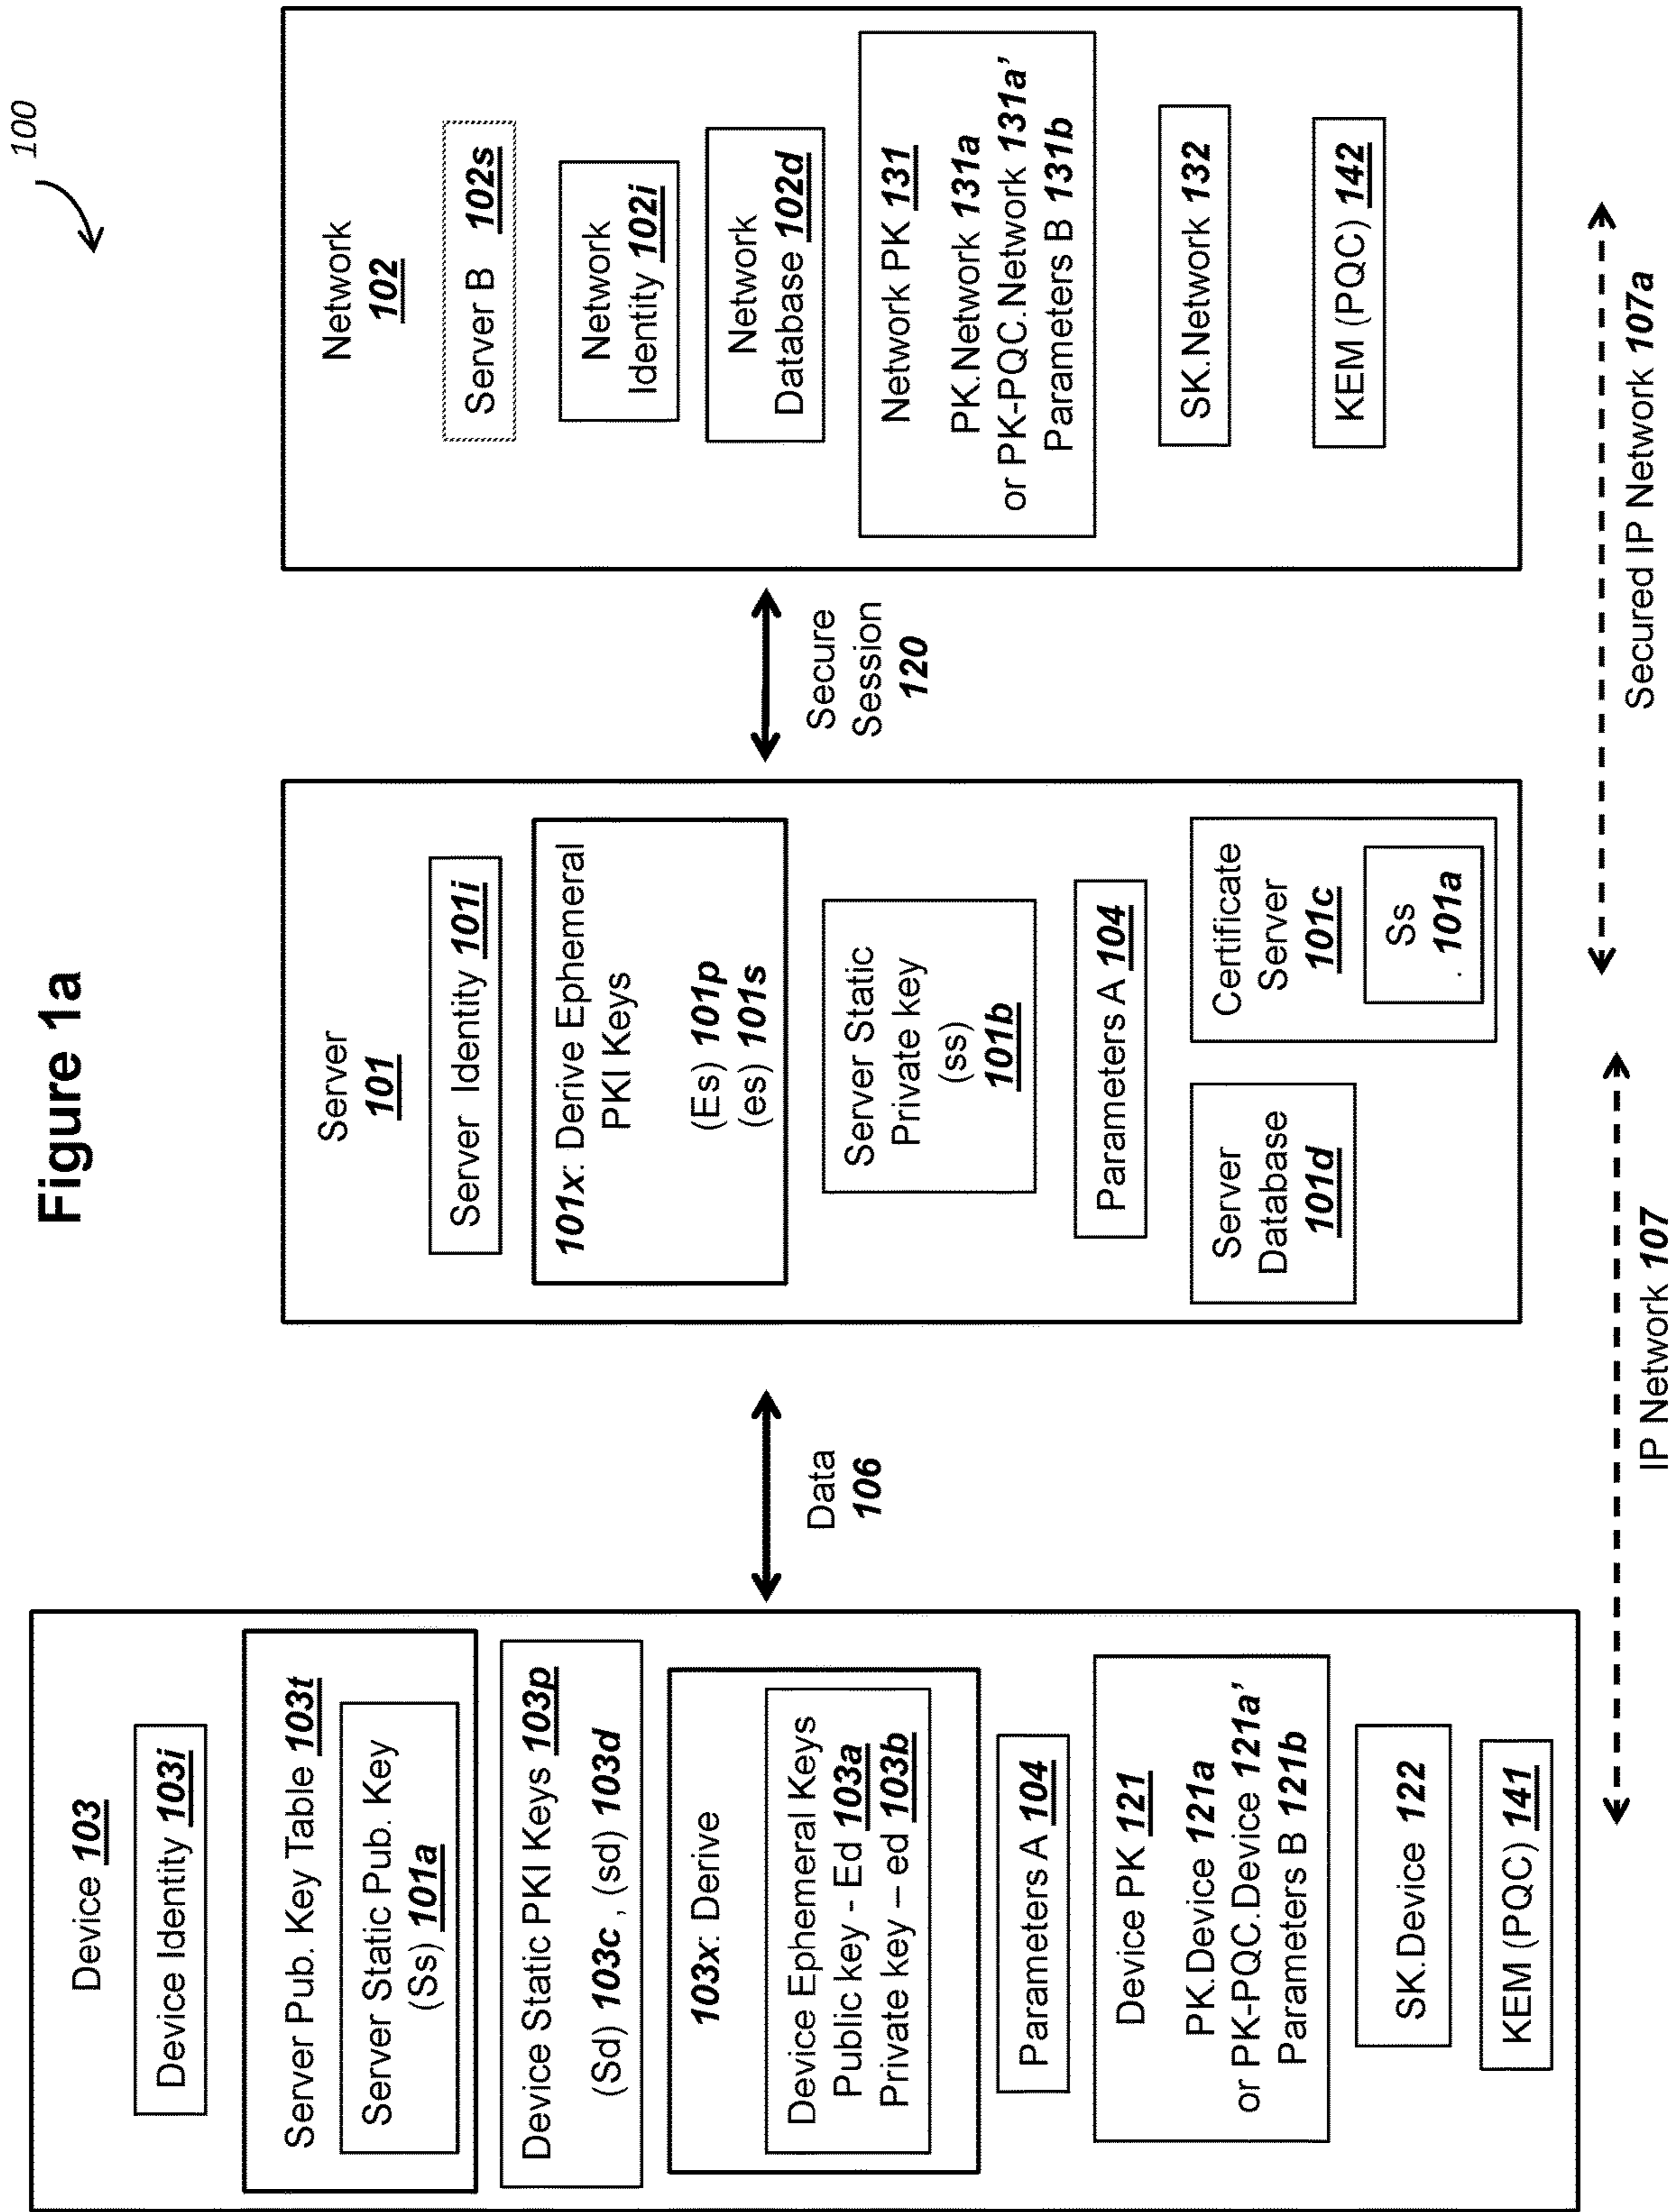 Figure 1a
100
Device 103
Device Identity 103i
Server Pub. Key Table 103t
Server Static Pub. Key
(Ss) 101a
Device Static PKI Keys 103p
(Sd) 103c , (sd) 103d
103x: Derive
Device Ephemeral Keys
Public key - Ed 103a
Private key – ed 103b
Parameters A 104
Device PK 121
PK.Device 121a
or PK-PQC.Device 121a’
Parameters B 121b
SK.Device 122
KEM (PQC) 141
Data
106
Server
101
Server Identity 101i
101x: Derive Ephemeral
PKI Keys
(Es) 101p
(es) 101s
Server Static
Private key
(ss)
101b
Parameters A 104
Server
Database
101d
Certificate
Server
101c
Ss
. 101a
Secure
Session
120
Network
102
Server B 102s
Network
Identity 102i
Network
Database 102d
Network PK 131
PK.Network 131a
or PK-PQC.Network 131a’
Parameters B 131b
SK.Network 132
KEM (PQC) 142
IP Network 107
Secured IP Network 107a